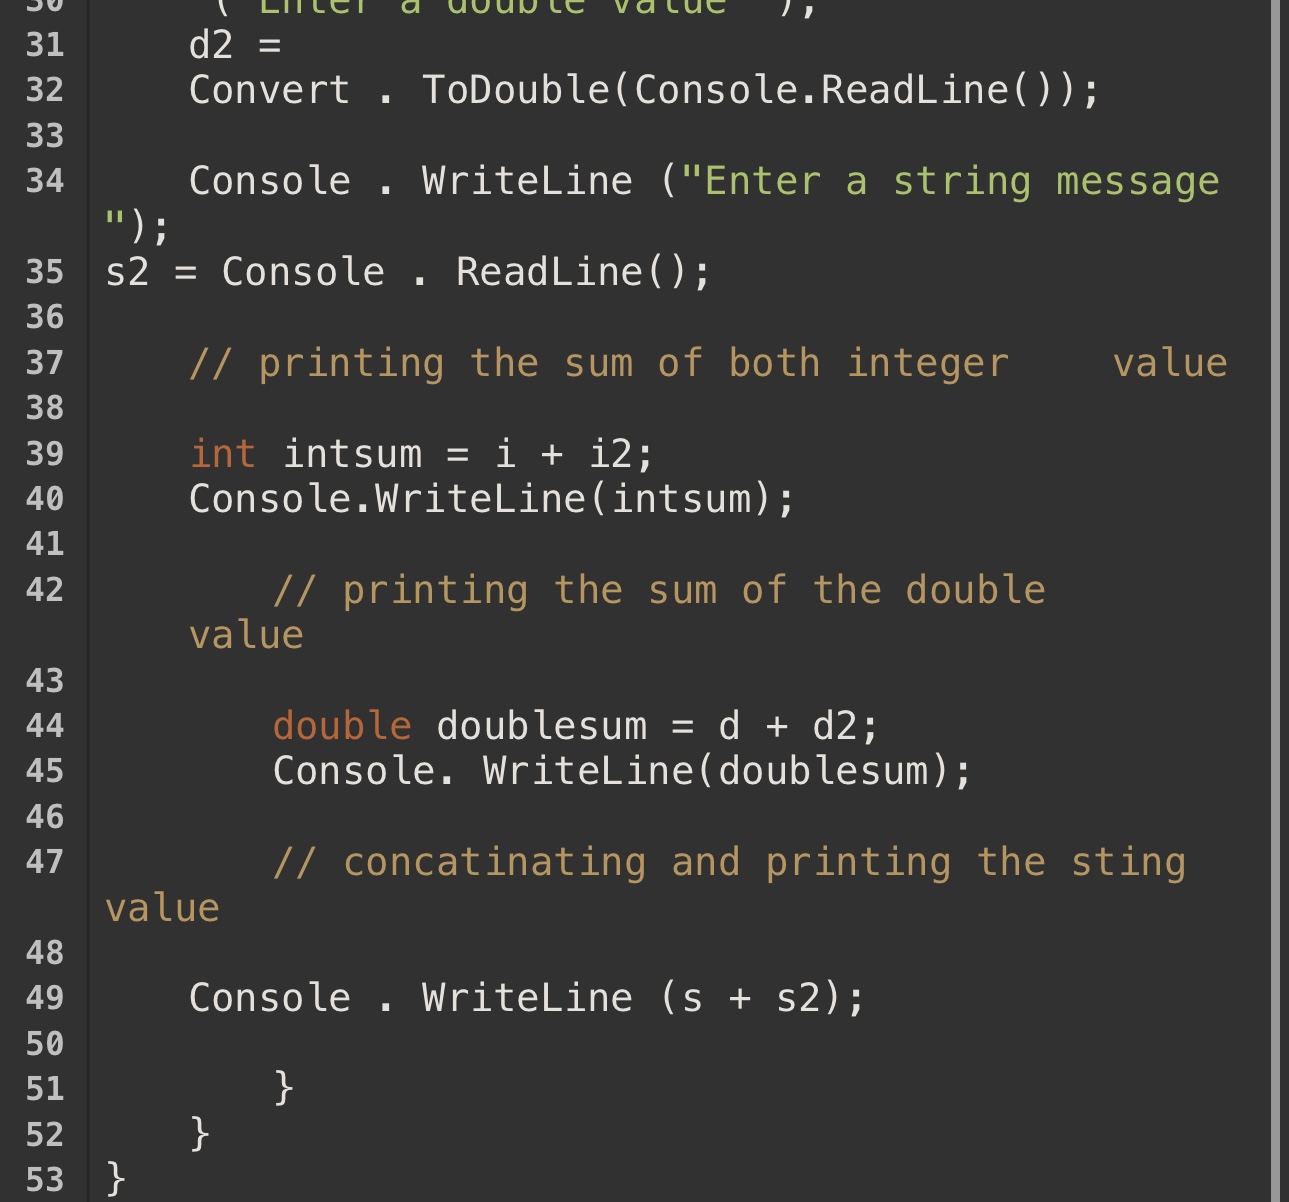 30 ("Enter a double value" );
31 d2 =
32 Convert . ToDouble(Console.ReadLine());
33
34 Console . WriteLine ("Enter a string message
");
35 s2 = Console . ReadLine();
36
37 // printing the sum of both integer    value
38
39 int intsum = i + i2;
40 Console.WriteLine(intsum);
41
42 // printing the sum of the double
value
43
44 double doublesum = d + d2;
45 Console. WriteLine(doublesum);
46
47 // concatinating and printing the sting
value
48
49 Console . WriteLine (s + s2);
50
51 }
52 }
53 }